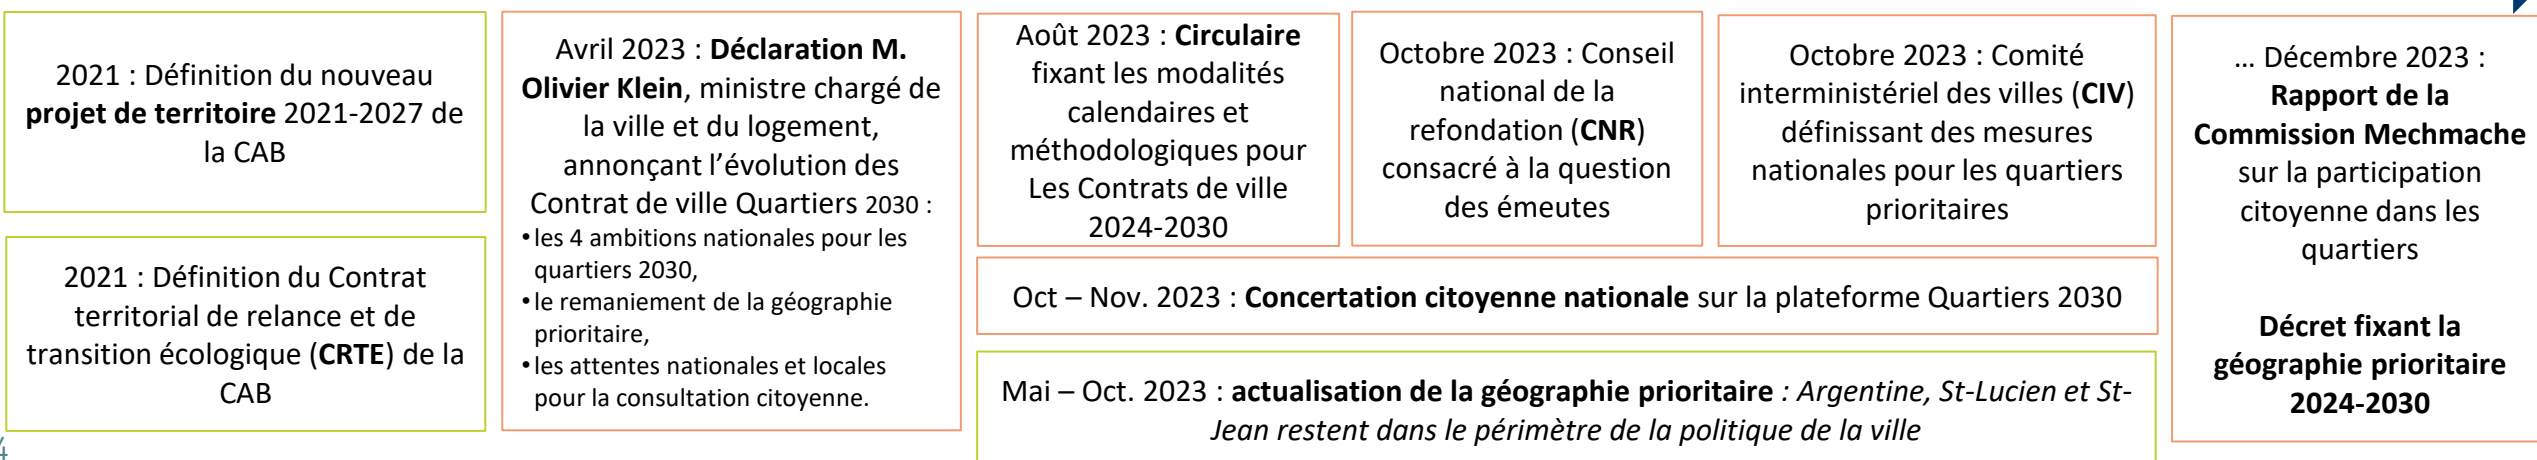 2021 : Définition du nouveau
projet de territoire 2021-2027 de
la CAB
2021 : Définition du Contrat
territorial de relance et de
transition écologique (CRTE) de la
CAB
Avril 2023 : Déclaration M.
Olivier Klein, ministre chargé de
la ville et du logement,
annonçant l'évolution des
Contrat de ville Quartiers 2030 :
• les 4 ambitions nationales pour les
quartiers 2030,
• le remaniement de la géographie
prioritaire,
• les attentes nationales et locales
pour la consultation citoyenne.
Août 2023 : Circulaire
fixant les modalités
calendaires et
méthodologiques pour
Les Contrats de ville
2024-2030
Octobre 2023 : Conseil
national de la
refondation (CNR)
consacré à la question
des émeutes
Octobre 2023 : Comité
interministériel des villes (CIV)
définissant des mesures
nationales pour les quartiers
prioritaires
Oct – Nov. 2023 : Concertation citoyenne nationale sur la plateforme Quartiers 2030
Mai – Oct. 2023 : actualisation de la géographie prioritaire : Argentine, St-Lucien et St-
Jean restent dans le périmètre de la politique de la ville
... Décembre 2023 :
Rapport de la
Commission Mechmache
sur la participation
citoyenne dans les
quartiers
Décret fixant la
géographie prioritaire
2024-2030
4